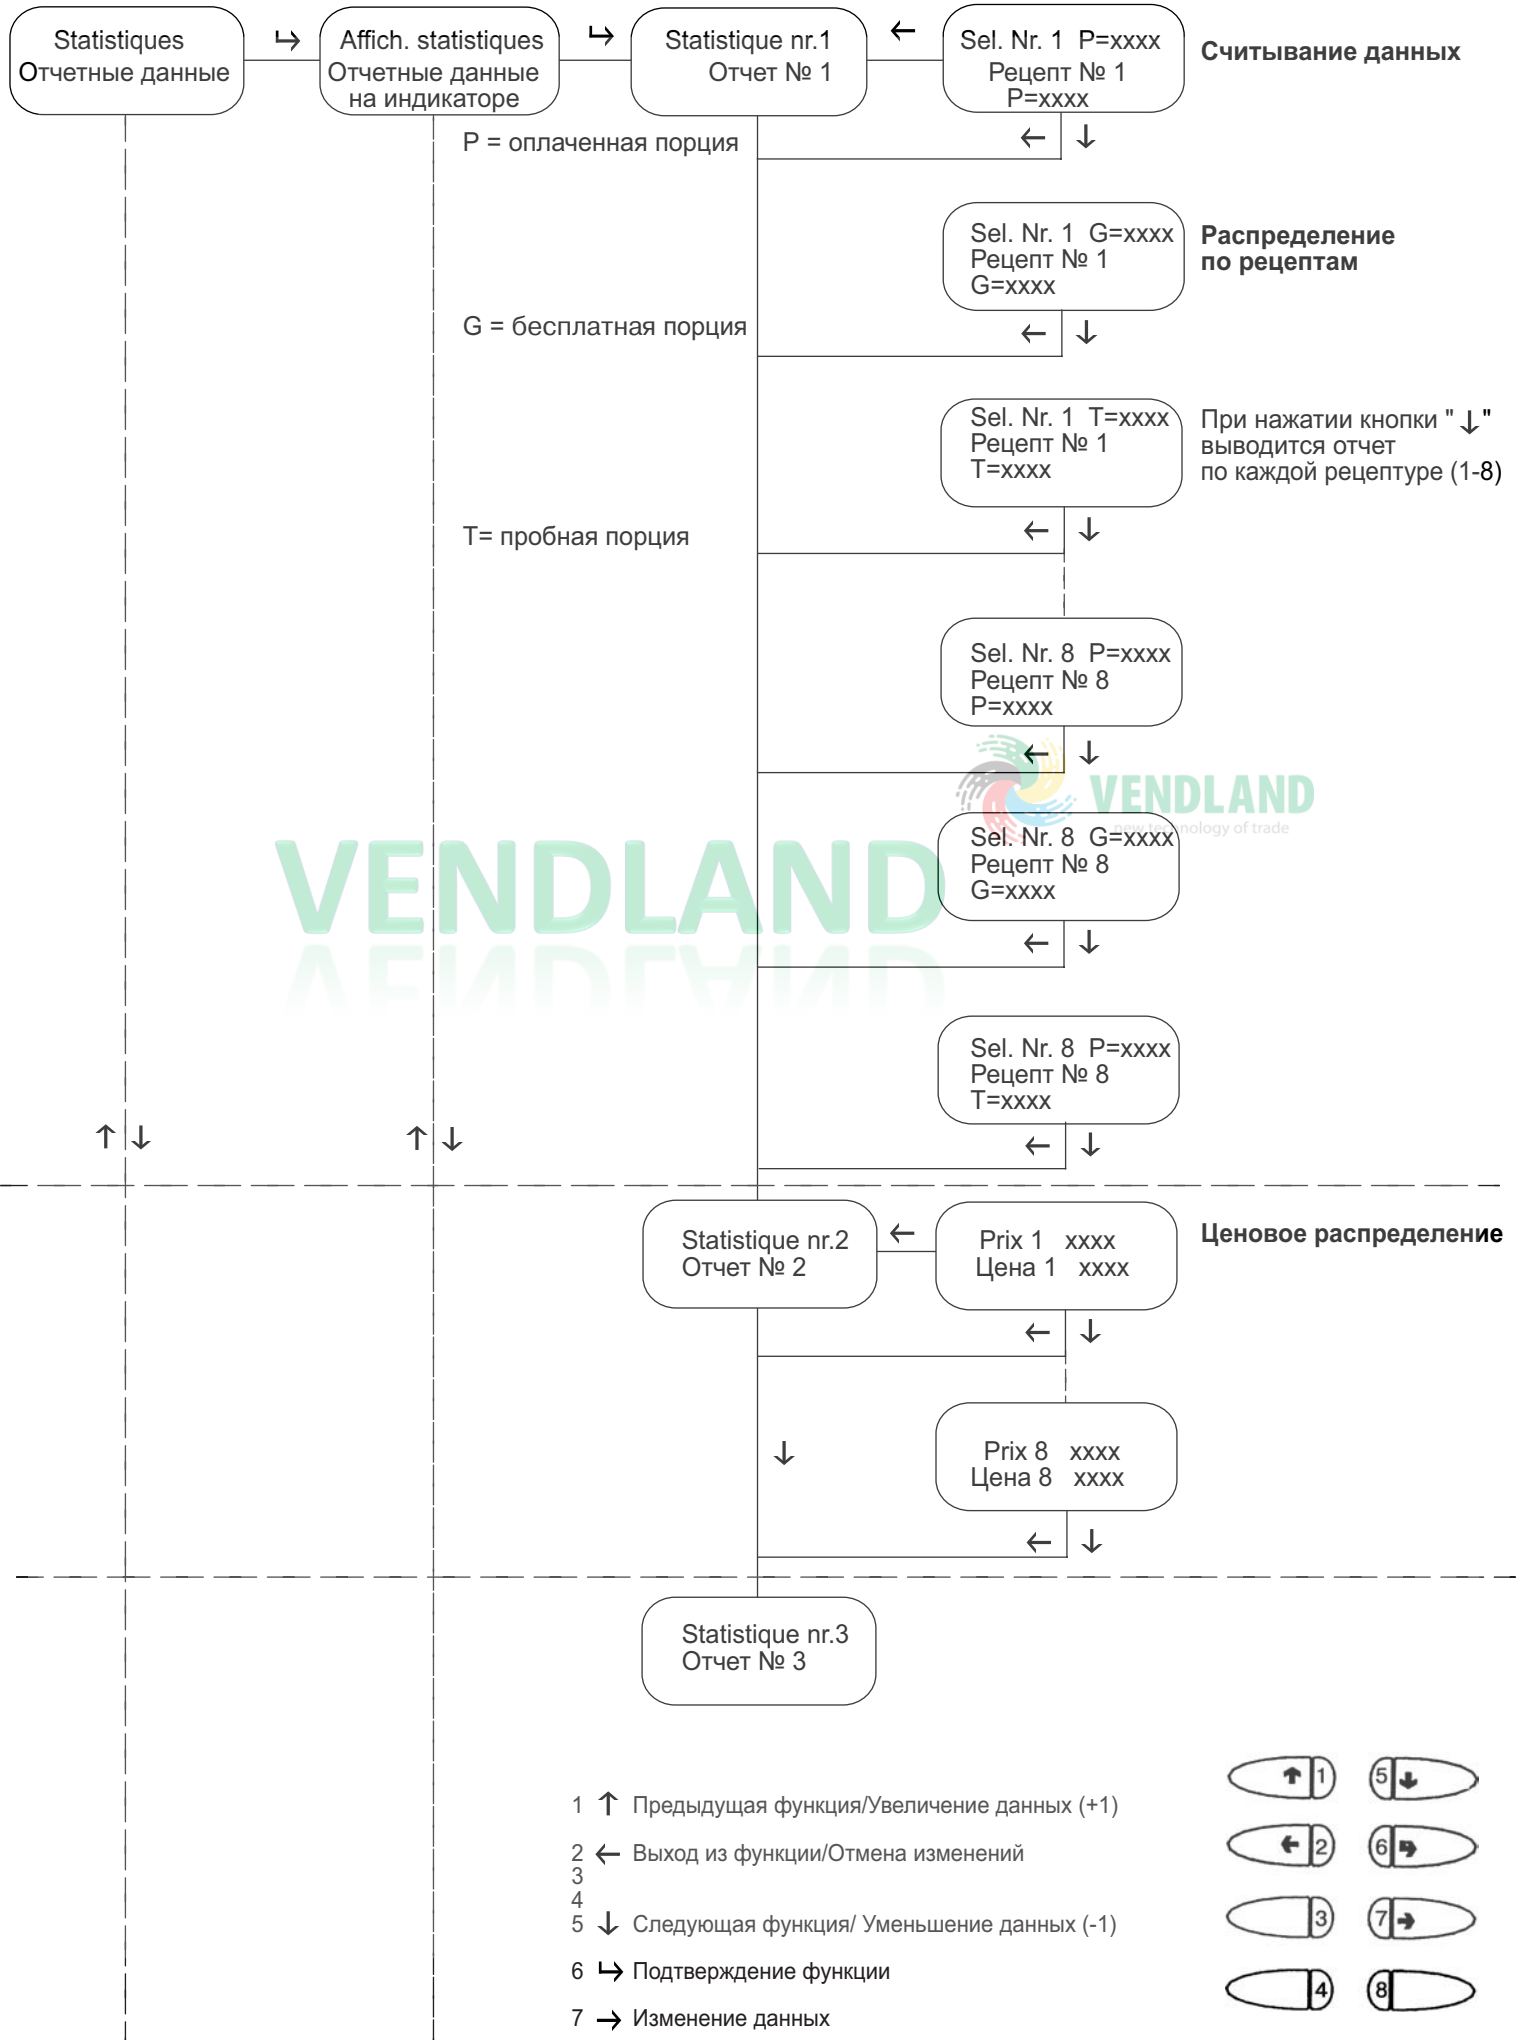 Statistiques
Отчетные данные
↳
Affich. statistiques
Отчетные данные
на индикаторе
↳
Statistique nr.1
Отчет № 1
←
Sel. Nr. 1 P=xxxx
Рецепт № 1
P=xxxx
Считывание данных
← ↓
P = оплаченная порция
Sel. Nr. 1 G=xxxx
Рецепт № 1
G=xxxx
Распределение
по рецептам
G = бесплатная порция
← ↓
Sel. Nr. 1 T=xxxx
Рецепт № 1
T=xxxx
При нажатии кнопки "↓"
выводится отчет
по каждой рецептуре (1-8)
T= пробная порция
← ↓
Sel. Nr. 8 P=xxxx
Рецепт № 8
P=xxxx
← ↓
VENDLAND
new technology of trade
VENDLAND
Sel. Nr. 8 G=xxxx
Рецепт № 8
G=xxxx
← ↓
Sel. Nr. 8 P=xxxx
Рецепт № 8
T=xxxx
↑ ↓ ↑ ↓ ← ↓
Statistique nr.2
Отчет № 2
←
Prix 1 xxxx
Цена 1 xxxx
Ценовое распределение
← ↓
Prix 8 xxxx
Цена 8 xxxx
↓
← ↓
Statistique nr.3
Отчет № 3
1 ↑ Предыдущая функция/Увеличение данных (+1)
2 ← Выход из функции/Отмена изменений
3
4
5 ↓ Следующая функция/ Уменьшение данных (-1)
6 ↳ Подтверждение функции
7 → Изменение данных
↑ 1 5 ↓
← 2 6 ↳
3 7 →
4 8